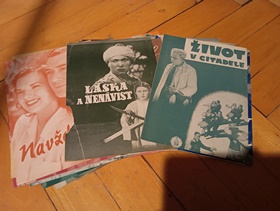 Navž
LÁSKA
A NENÁVIST
ŽIVOT
V CITADELE